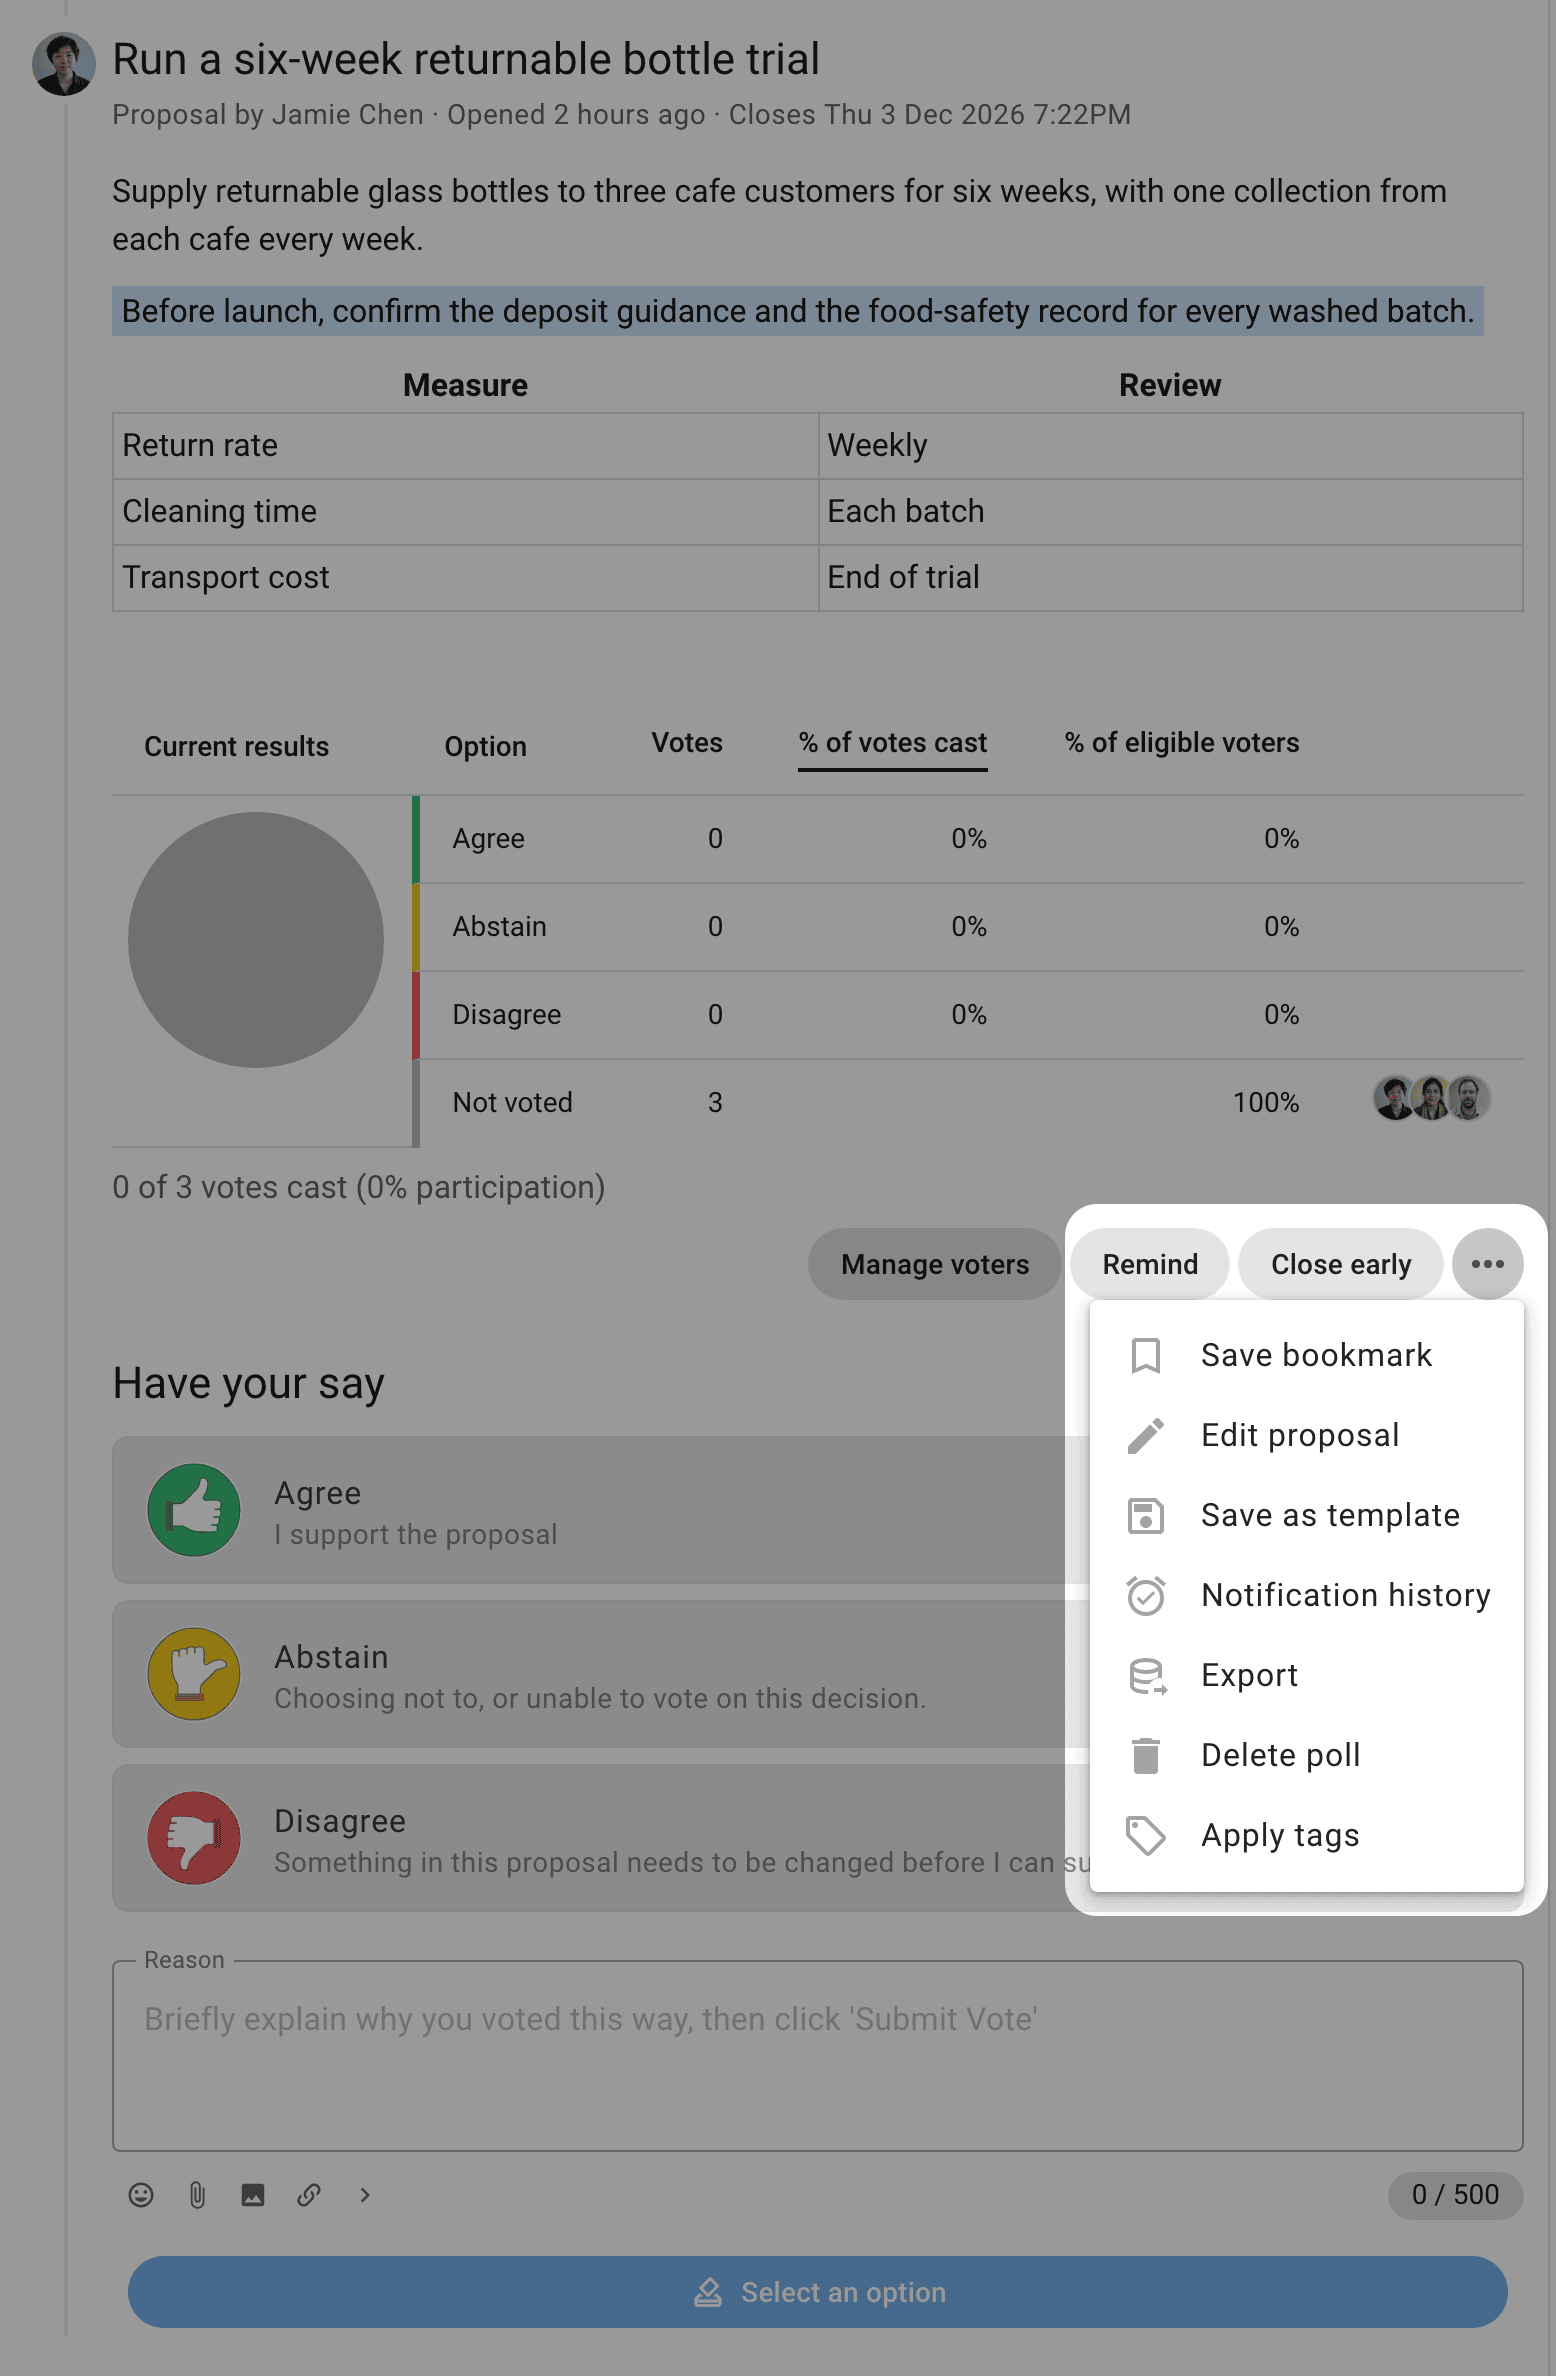 Run a six-week returnable bottle trial
Proposal by Jamie Chen · Opened 2 hours ago · Closes Thu 3 Dec 2026 7:22PM
Supply returnable glass bottles to three cafe customers for six weeks, with one collection from
each cafe every week.
Before launch, confirm the deposit guidance and the food-safety record for every washed batch.
Measure Review
Return rate Weekly
Cleaning time Each batch
Transport cost End of trial
Current results Option Votes % of votes cast % of eligible voters
Agree 0 0% 0%
Abstain 0 0% 0%
Disagree 0 0% 0%
Not voted 3 100%
0 of 3 votes cast (0% participation)
Manage voters Remind Close early
Save bookmark
Edit proposal
Save as template
Notification history
Export
Delete poll
Apply tags
Have your say
Agree
I support the proposal
Abstain
Choosing not to, or unable to vote on this decision.
Disagree
Something in this proposal needs to be changed before I can su
Reason
Briefly explain why you voted this way, then click 'Submit Vote'
0 / 500
Select an option